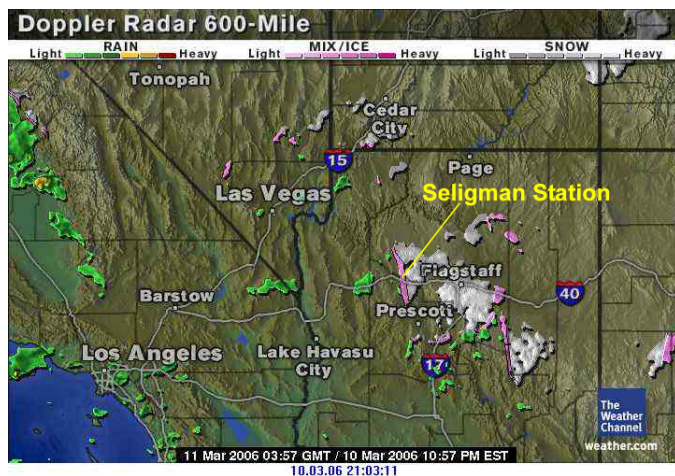 Doppler Radar 600-Mile
RAIN MIX/ICE SNOW
Light Heavy Light Heavy Light Heavy
Tonopah
Cedar
City
15
Page
Las Vegas
Seligman Station
Flagstaff
Barstow
40
Prescott
Los Angeles
Lake Havasu
City
17
The
Weather
Channel
weather.com
11 Mar 2006 03:57 GMT / 10 Mar 2006 10:57 PM EST
10.03.06 21:03:11